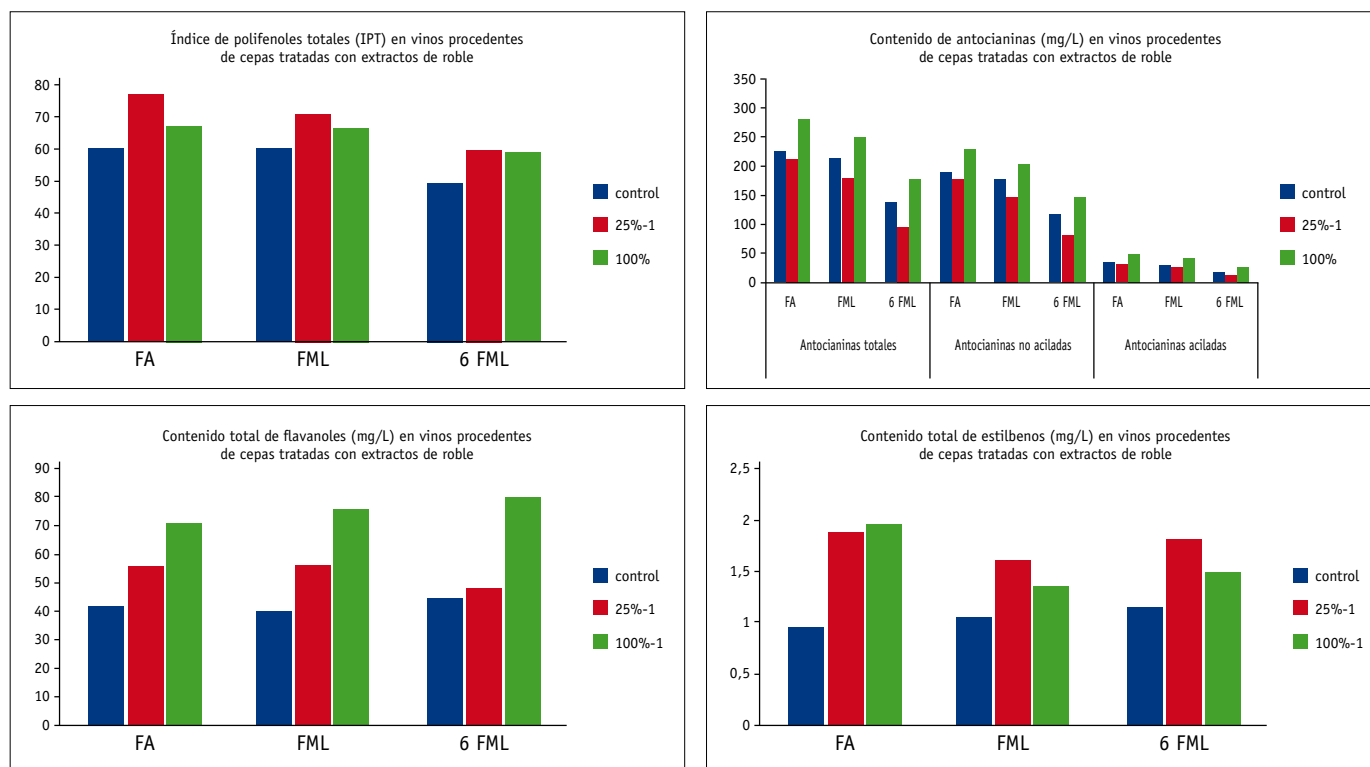 Índice de polifenoles totales (IPT) en vinos procedentes
de cepas tratadas con extractos de roble
80
70
60
50
40
30
20
10
0
FA FML 6 FML
control
25%-1
100%
Contenido de antocianinas (mg/L) en vinos procedentes
de cepas tratadas con extractos de roble
350
300
250
200
150
100
50
0
FA FML 6 FML FA FML 6 FML FA FML 6 FML
Antocianinas totales Antocianinas no aciladas Antocianinas aciladas
control
25%-1
100%
Contenido total de flavanoles (mg/L) en vinos procedentes
de cepas tratadas con extractos de roble
90
80
70
60
50
40
30
20
10
0
FA FML 6 FML
control
25%-1
100%-1
Contenido total de estilbenos (mg/L) en vinos procedentes
de cepas tratadas con extractos de roble
2,5
2
1,5
1
0,5
0
FA FML 6 FML
control
25%-1
100%-1